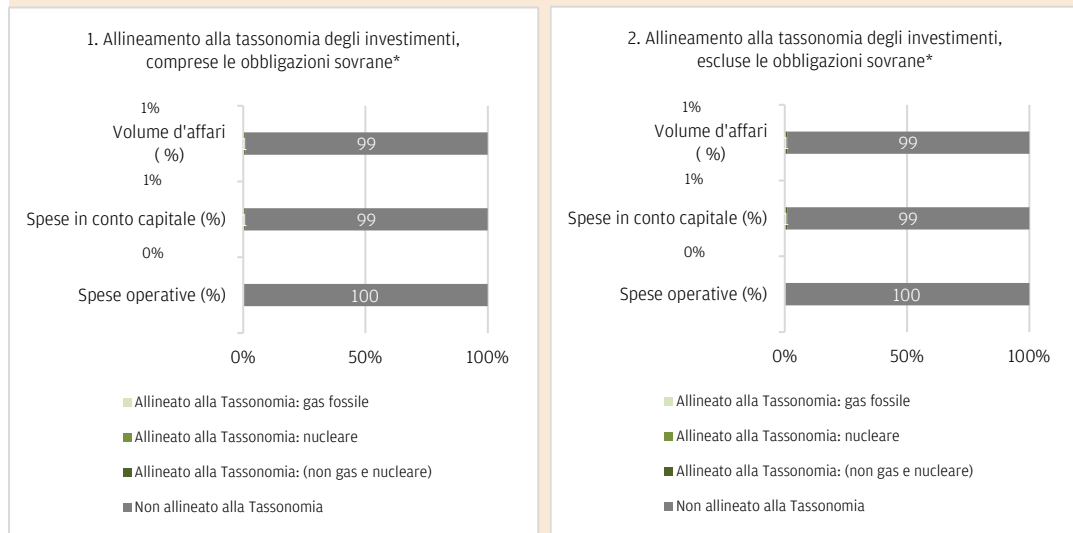 1. Allineamento alla tassonomia degli investimenti,
comprese le obbligazioni sovrane*
1%
Volume d'affari
( %)
1 99
1%
Spese in conto capitale (%)
1 99
0%
Spese operative (%)
100
0% 50% 100%
Allineato alla Tassonomia: gas fossile
Allineato alla Tassonomia: nucleare
Allineato alla Tassonomia: (non gas e nucleare)
Non allineato alla Tassonomia
2. Allineamento alla tassonomia degli investimenti,
escluse le obbligazioni sovrane*
1%
Volume d'affari
( %)
1 99
1%
Spese in conto capitale (%)
1 99
0%
Spese operative (%)
100
0% 50% 100%
Allineato alla Tassonomia: gas fossile
Allineato alla Tassonomia: nucleare
Allineato alla Tassonomia: (non gas e nucleare)
Non allineato alla Tassonomia